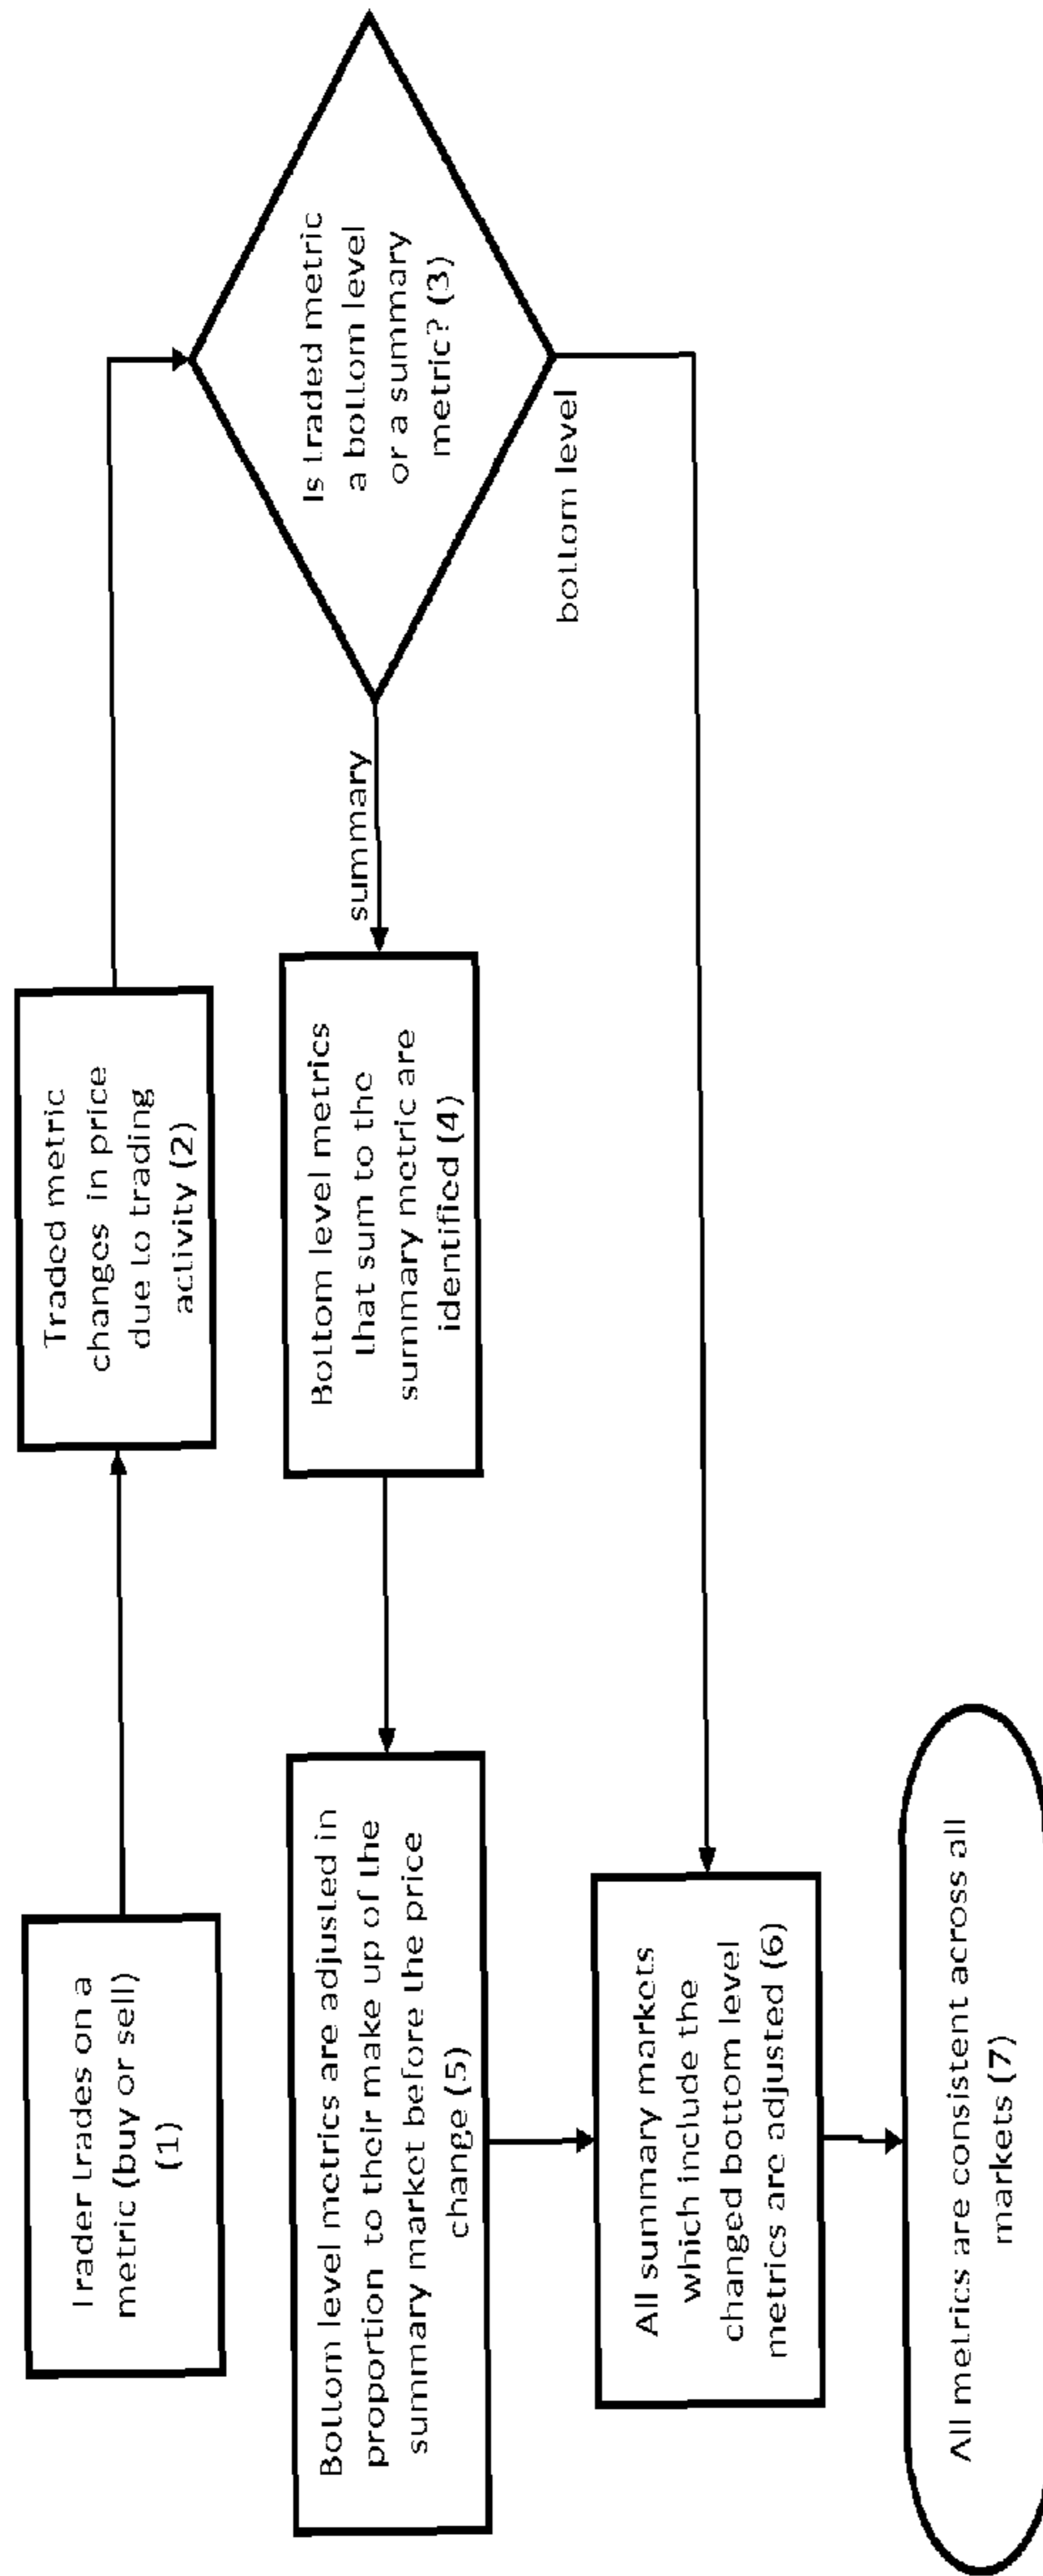 Trader trades on a
metric (buy or sell)
(1)
Traded metric
changes in price
due to trading
activity (2)
Is traded metric
a bottom level
or a summary
metric? (3)
summary
bottom level
Bottom level metrics
that sum to the
summary metric are
identified (4)
Bottom level metrics are adjusted in
proportion to their make up of the
summary market before the price
change (5)
All summary markets
which include the
changed bottom level
metrics are adjusted (6)
All metrics are consistent across all
markets (7)